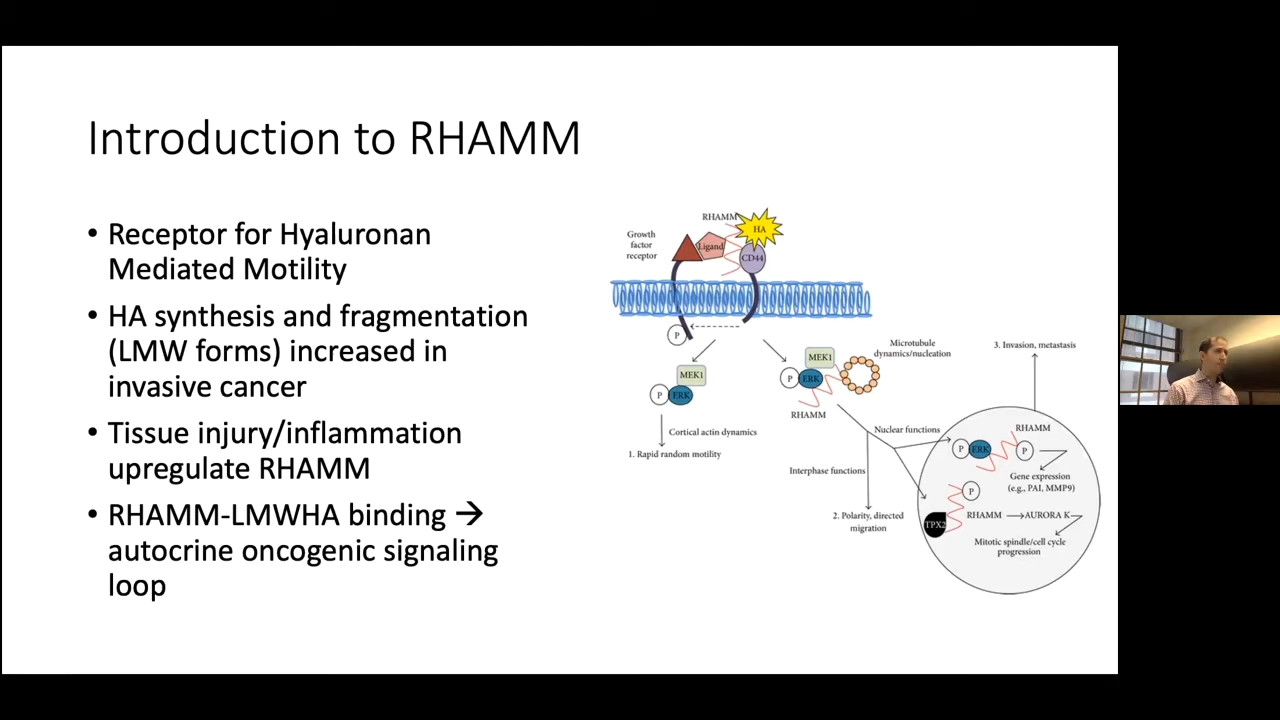 Introduction to RHAMM
• Receptor for Hyaluronan
Mediated Motility
• HA synthesis and fragmentation
(LMW forms) increased in
invasive cancer
• Tissue injury/inflammation
upregulate RHAMM
• RHAMM-LMWHA binding →
autocrine oncogenic signaling
loop
RHAMM
HA
Growth
factor
receptor
Ligand
CD44
P
MEK1
P
ERK
Cortical actin dynamics
1. Rapid random motility
MEK1
P
ERK
RHAMM
Microtubule
dynamics/nucleation
Nuclear functions
Interphase functions
2. Polarity, directed
migration
3. Invasion, metastasis
RHAMM
P
ERK
P
Gene expression
(e.g., PAI, MMP9)
P
TPX2
RHAMM
AURORA K
Mitotic spindle/cell cycle
progression